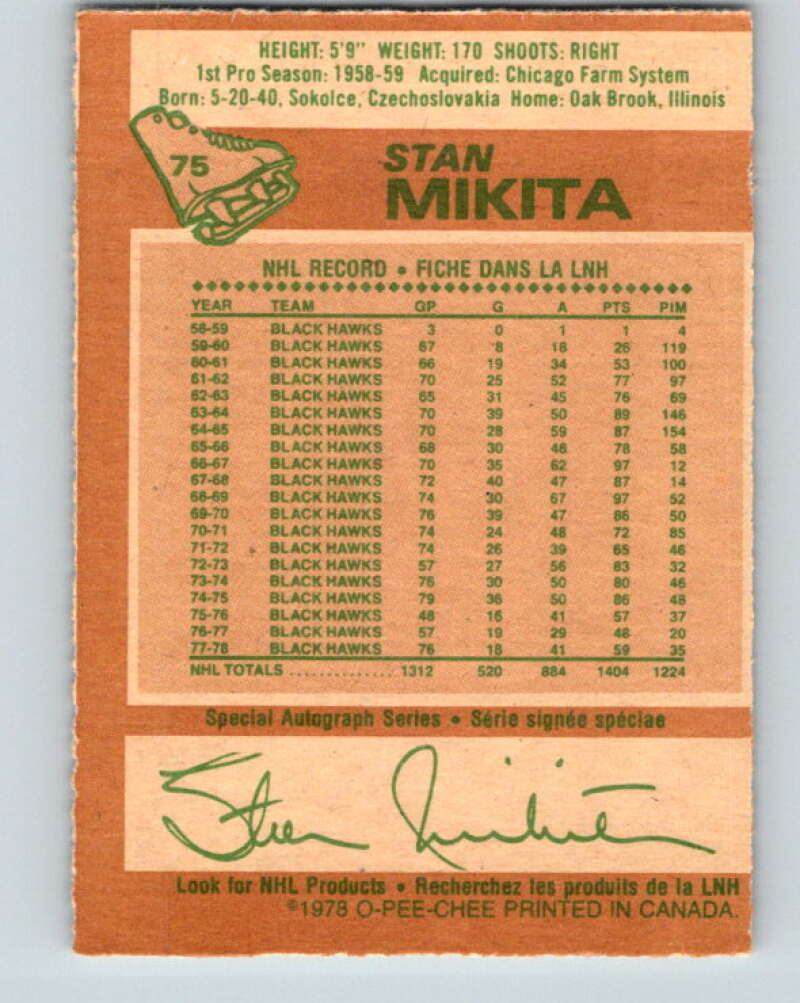 HEIGHT: 5'9" WEIGHT: 170 SHOOTS: RIGHT
1st Pro Season: 1958-59 Acquired: Chicago Farm System
Born: 5-20-40, Sokolce, Czechoslovakia Home: Oak Brook, Illinois
75
STAN
MIKITA
NHL RECORD • FICHE DANS LA LNH
YEAR TEAM GP G A PTS PIM
58-59 BLACK HAWKS 3 0 1 1 4
59-60 BLACK HAWKS 67 8 18 26 119
60-61 BLACK HAWKS 66 19 34 53 100
61-62 BLACK HAWKS 70 25 52 77 97
62-63 BLACK HAWKS 65 31 45 76 69
63-64 BLACK HAWKS 70 39 50 89 146
64-65 BLACK HAWKS 70 28 59 87 154
65-66 BLACK HAWKS 68 30 48 78 58
66-67 BLACK HAWKS 70 35 62 97 12
67-68 BLACK HAWKS 72 40 47 87 14
68-69 BLACK HAWKS 74 30 67 97 52
69-70 BLACK HAWKS 76 39 47 86 50
70-71 BLACK HAWKS 74 24 48 72 85
71-72 BLACK HAWKS 74 26 39 65 46
72-73 BLACK HAWKS 57 27 56 83 32
73-74 BLACK HAWKS 76 30 50 80 46
74-75 BLACK HAWKS 79 36 50 86 48
75-76 BLACK HAWKS 48 16 41 57 37
76-77 BLACK HAWKS 57 19 29 48 20
77-78 BLACK HAWKS 76 18 41 59 35
NHL TOTALS .............. 1312 520 884 1404 1224
Special Autograph Series • Série signée spéciae
Stan Mikita
Look for NHL Products • Recherchez les produits de la LNH
©1978 O-PEE-CHEE PRINTED IN CANADA.